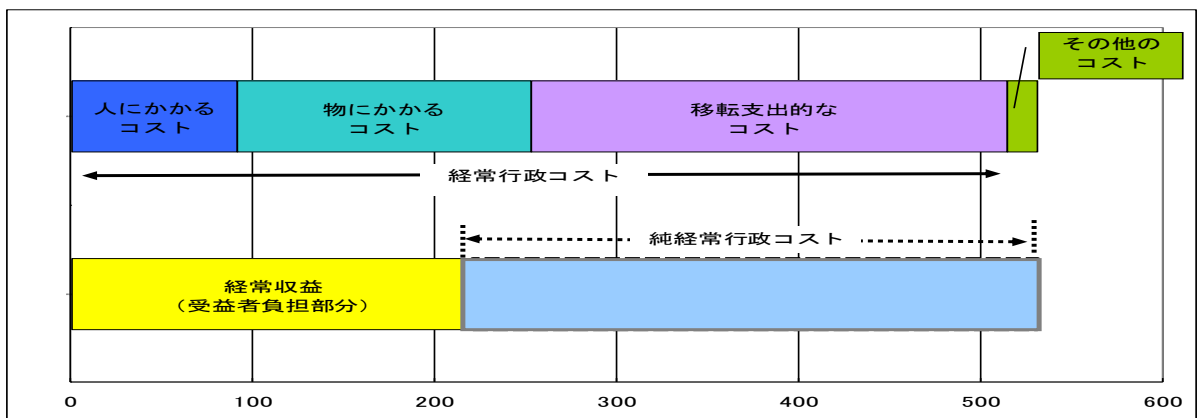 その他の
コスト
人にかかる
コスト
物にかかる
コスト
移転支出的な
コスト
経常行政コスト
純経常行政コスト
経常収益
（受益者負担部分）
0 100 200 300 400 500 600